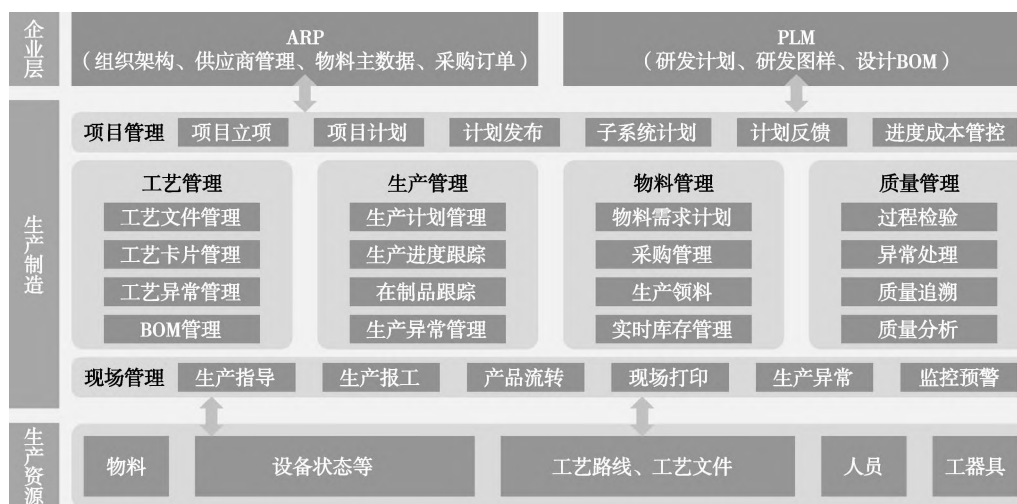 企业层
ARP
（组织架构、供应商管理、物料主数据、采购订单）
PLM
（研发计划、研发图样、设计BOM）
生产制造
项目管理
项目立项
项目计划
计划发布
子系统计划
计划反馈
进度成本管控
工艺管理
工艺文件管理
工艺卡片管理
工艺异常管理
BOM管理
生产管理
生产计划管理
生产进度跟踪
在制品跟踪
生产异常管理
物料管理
物料需求计划
采购管理
生产领料
实时库存管理
质量管理
过程检验
异常处理
质量追溯
质量分析
现场管理
生产指导
生产报工
产品流转
现场打印
生产异常
监控预警
生产资源
物料
设备状态等
工艺路线、工艺文件
人员
工器具